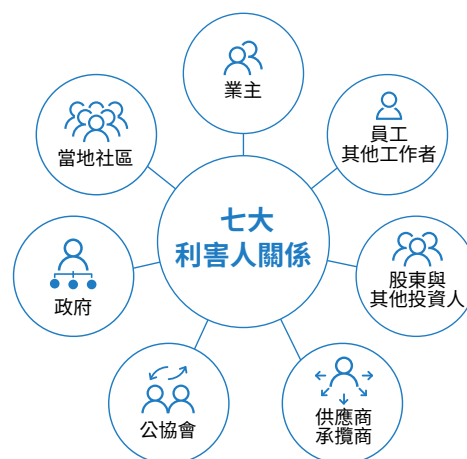 業主
當地社區
員工
其他工作者
七大
利害人關係
政府
股東與
其他投資人
公協會
供應商
承攬商